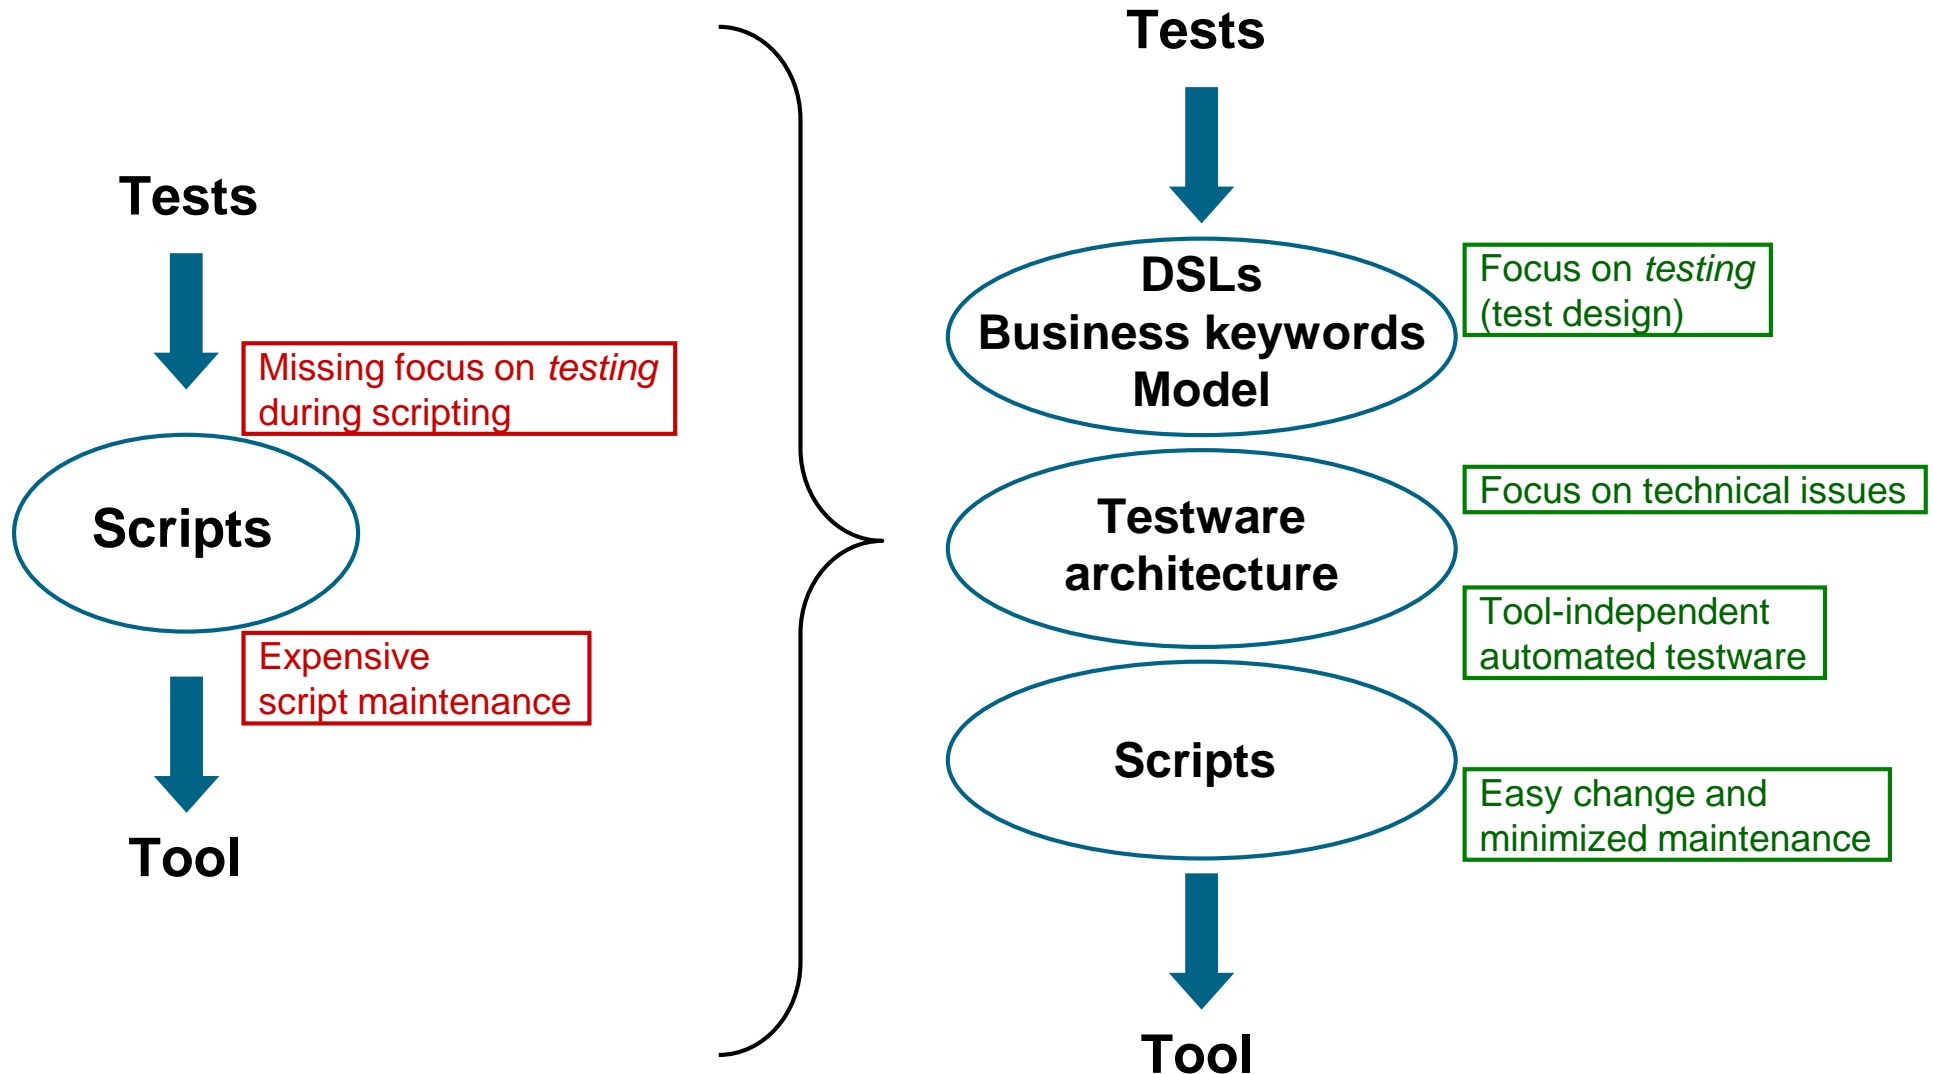 Tests
Missing focus on testing
during scripting
Scripts
Expensive
script maintenance
Tool
Tests
DSLs
Business keywords
Model
Focus on testing
(test design)
Testware
architecture
Focus on technical issues
Tool-independent
automated testware
Scripts
Easy change and
minimized maintenance
Tool